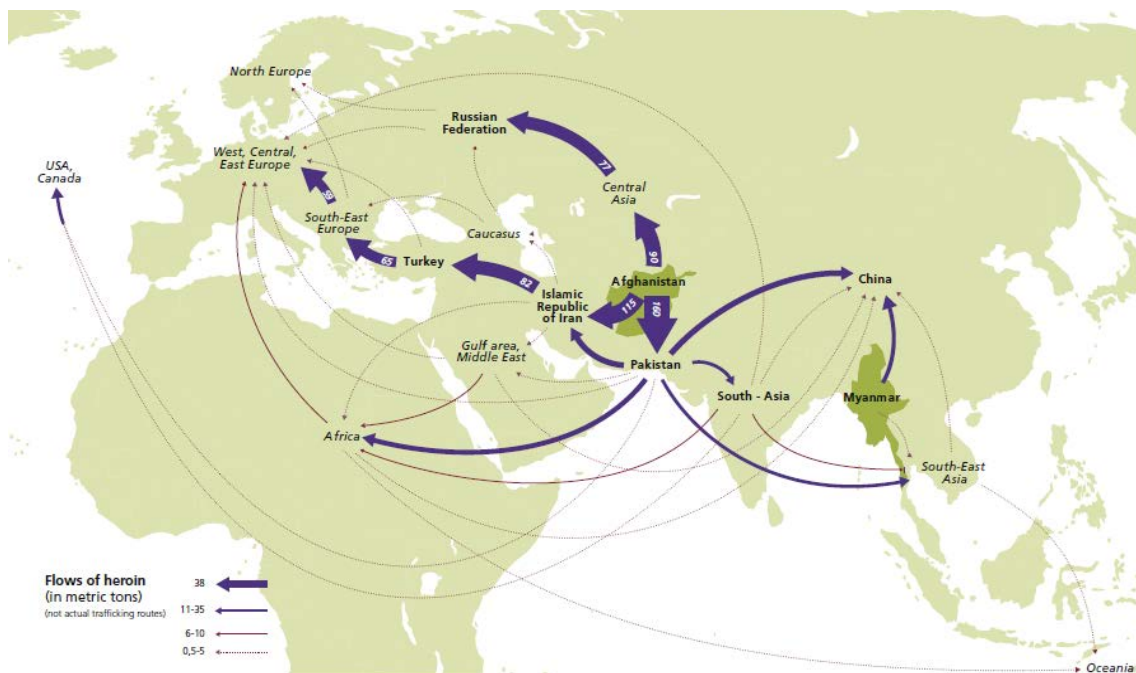 North Europe
Russian
Federation
West, Central,
East Europe
USA,
Canada
77
Central
Asia
59
South-East
Europe
Caucasus
90
65
Turkey
82
Afghanistan
China
115
160
Islamic
Republic
of Iran
Gulf area,
Middle East
Pakistan
South - Asia
Myanmar
Africa
South-East
Asia
Flows of heroin
(in metric tons)
(not actual trafficking routes)
38
11-35
6-10
0,5-5
Oceania